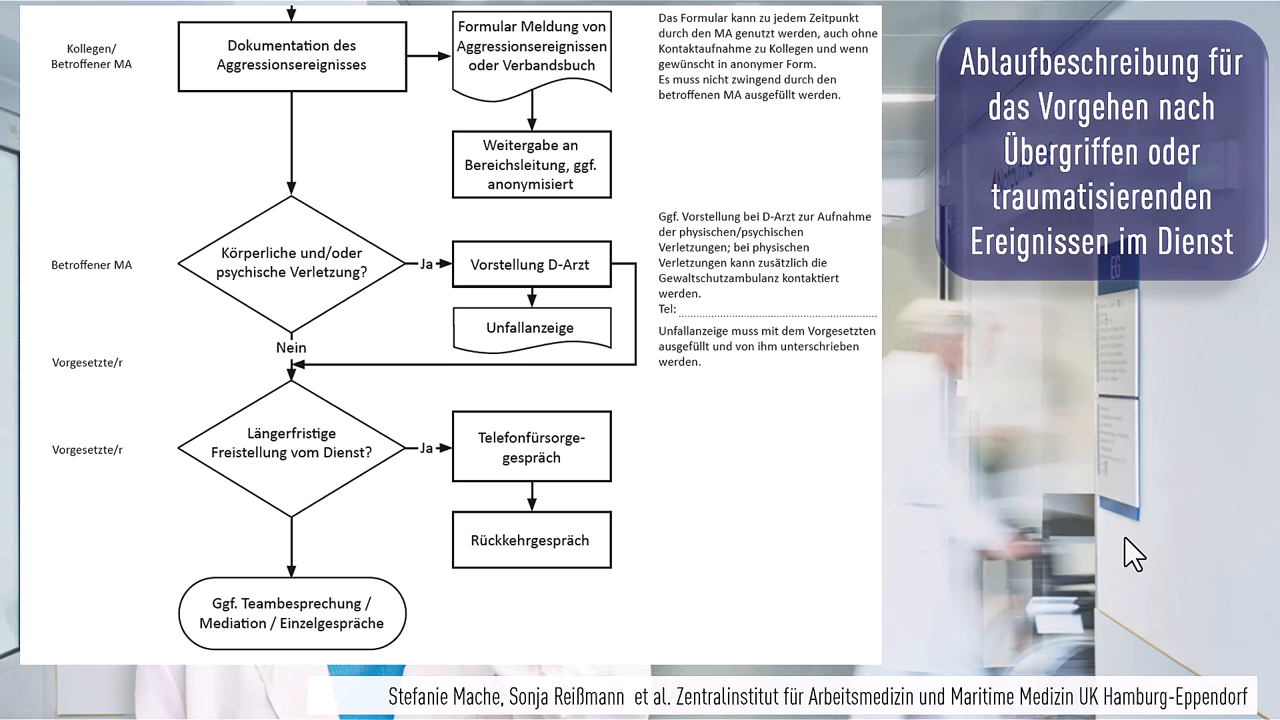 Kollegen/
Betroffener MA
Dokumentation des
Aggressionsereignisses
Formular Meldung von
Aggressionsereignissen
oder Verbandsbuch
Das Formular kann zu jedem Zeitpunkt
durch den MA genutzt werden, auch ohne
Kontaktaufnahme zu Kollegen und wenn
gewünscht in anonymer Form.
Es muss nicht zwingend durch den
betroffenen MA ausgefüllt werden.
Ablaufbeschreibung für
das Vorgehen nach
Übergriffen oder
traumatisierenden
Ereignissen im Dienst
Weitergabe an
Bereichsleitung, ggf.
anonymisiert
Betroffener MA
Körperliche und/oder
psychische Verletzung?
Ja
Vorstellung D-Arzt
Ggf. Vorstellung bei D-Arzt zur Aufnahme
der physischen/psychischen
Verletzungen; bei physischen
Verletzungen kann zusätzlich die
Gewaltschutzambulanz kontaktiert
werden.
Tel:
EG
Unfallanzeige
Unfallanzeige muss mit dem Vorgesetzten
ausgefüllt und von ihm unterschrieben
werden.
Nein
Vorgesetzte/r
Vorgesetzte/r
Längerfristige
Freistellung vom Dienst?
Ja
Telefonfürsorge-
gespräch
Rückkehrgespräch
Ggf. Teambesprechung /
Mediation / Einzelgespräche
Stefanie Mache, Sonja Reißmann et al. Zentralinstitut für Arbeitsmedizin und Maritime Medizin UK Hamburg-Eppendorf